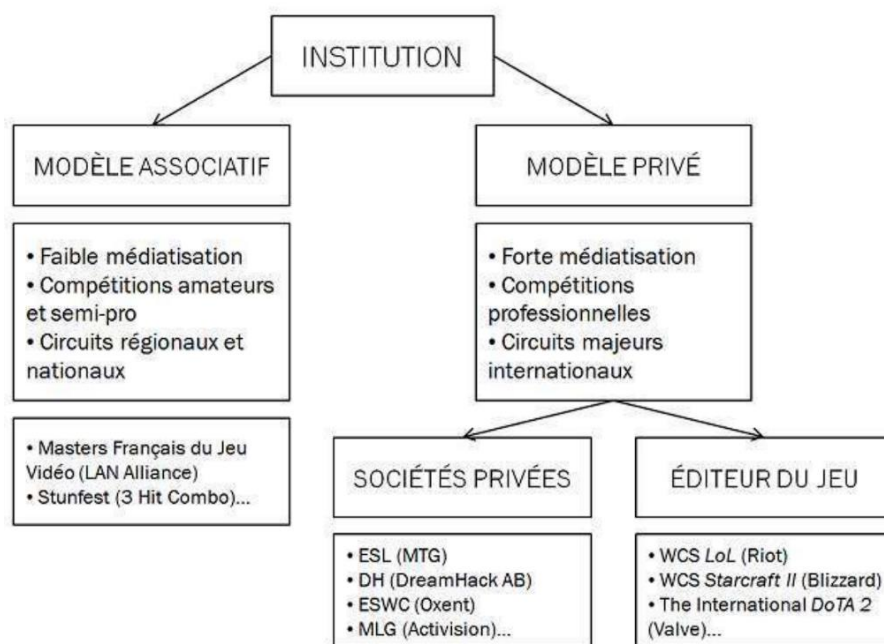 INSTITUTION
MODÈLE ASSOCIATIF
• Faible médiatisation
• Compétitions amateurs
et semi-pro
• Circuits régionaux et
nationaux
• Masters Français du Jeu
Vidéo (LAN Alliance)
• Stunfest (3 Hit Combo)...
MODÈLE PRIVÉ
• Forte médiatisation
• Compétitions
professionnelles
• Circuits majeurs
internationaux
SOCIÉTÉS PRIVÉES
• ESL (MTG)
• DH (DreamHack AB)
• ESWC (Oxent)
• MLG (Activision)...
ÉDITEUR DU JEU
• WCS LoL (Riot)
• WCS Starcraft II (Blizzard)
• The International DoTA 2
(Valve)...